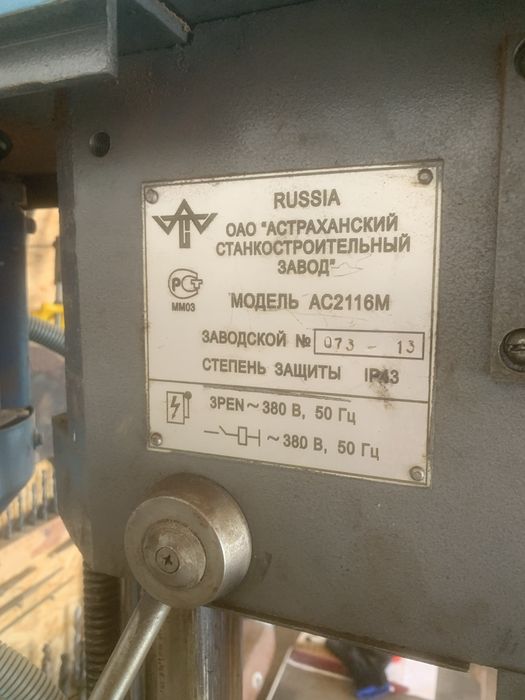 RUSSIA
ОАО "АСТРАХАНСКИЙ
СТАНКОСТРОИТЕЛЬНЫЙ
ЗАВОД"
РСТ
ММ03
МОДЕЛЬ АС2116М
ЗАВОДСКОЙ № 073 - 13
СТЕПЕНЬ ЗАЩИТЫ IP43
3PEN ~ 380 В, 50 Гц
~ 380 В, 50 Гц